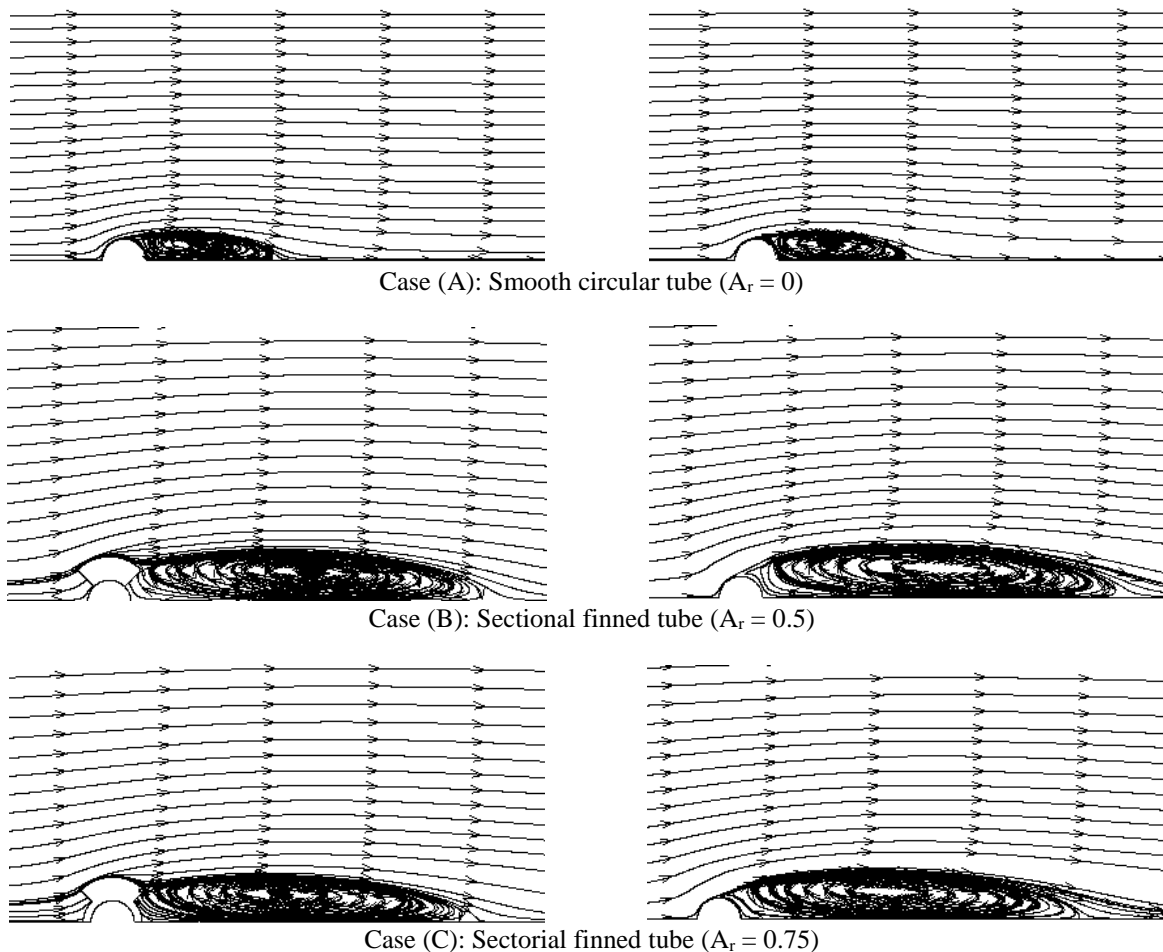 Case (A): Smooth circular tube (Aᵣ = 0)
Case (B): Sectional finned tube (Aᵣ = 0.5)
Case (C): Sectorial finned tube (Aᵣ = 0.75)